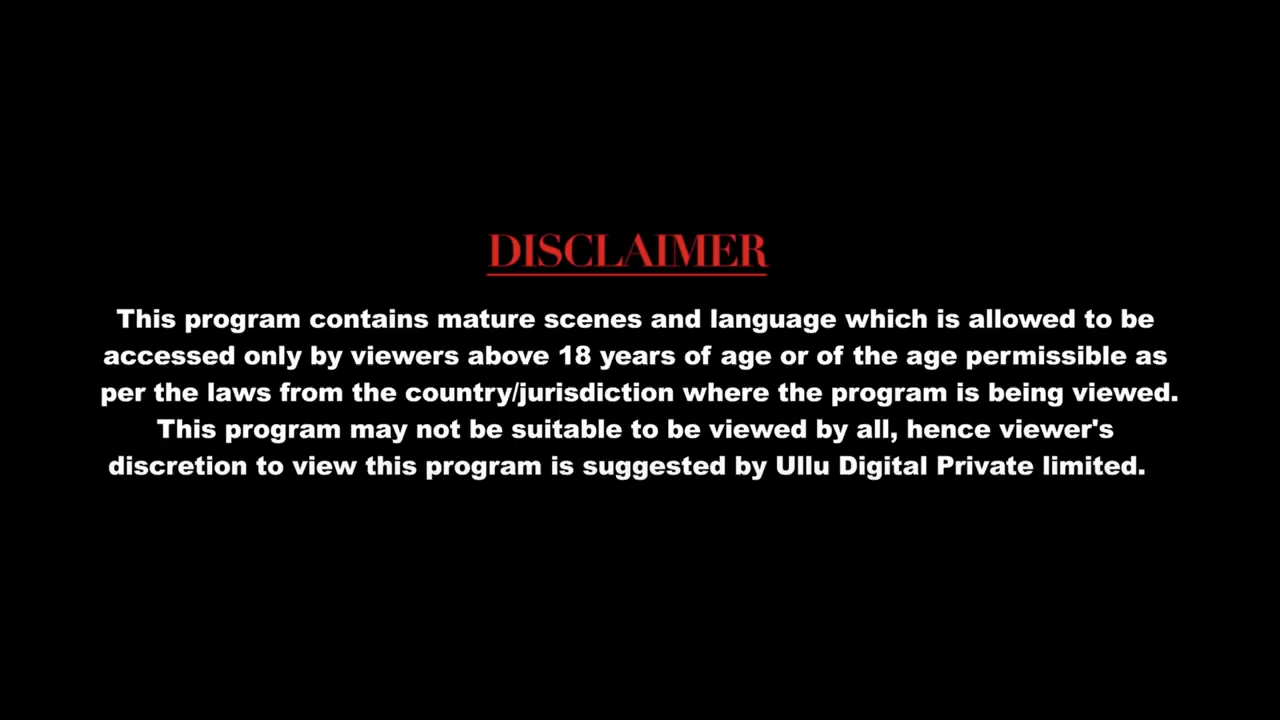 DISCLAIMER
This program contains mature scenes and language which is allowed to be
accessed only by viewers above 18 years of age or of the age permissible as
per the laws from the country/jurisdiction where the program is being viewed.
This program may not be suitable to be viewed by all, hence viewer's
discretion to view this program is suggested by Ullu Digital Private limited.